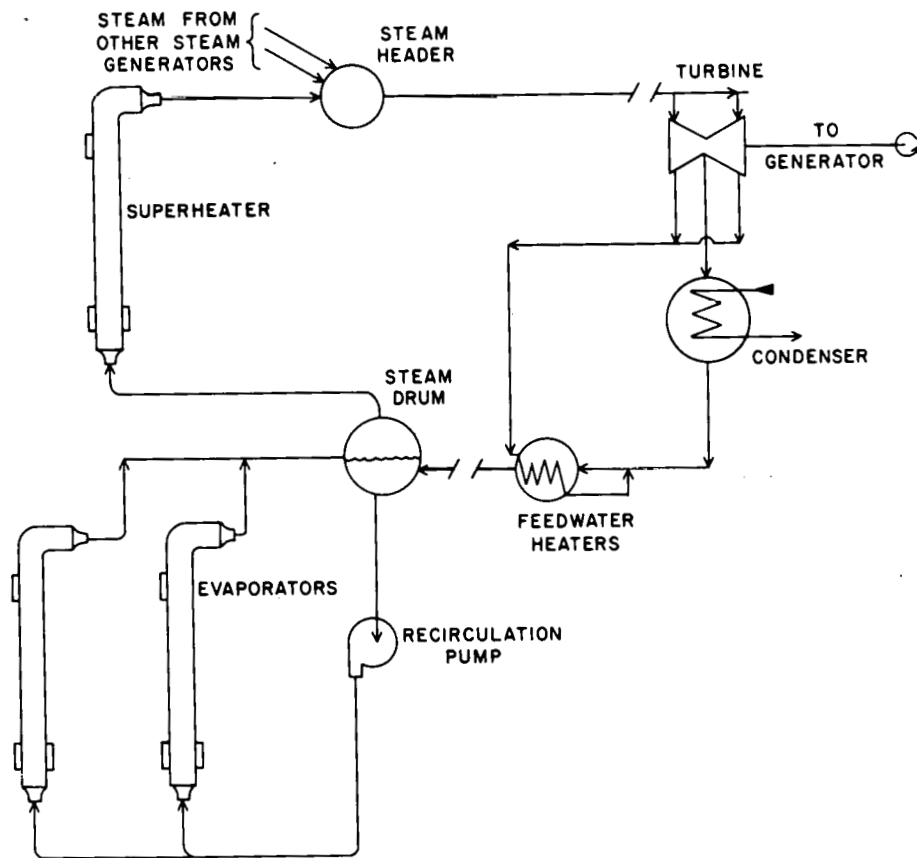 STEAM FROM
OTHER STEAM
GENERATORS
STEAM
HEADER
TURBINE
TO
GENERATOR
SUPERHEATER
CONDENSER
STEAM
DRUM
FEEDWATER
HEATERS
EVAPORATORS
RECIRCULATION
PUMP